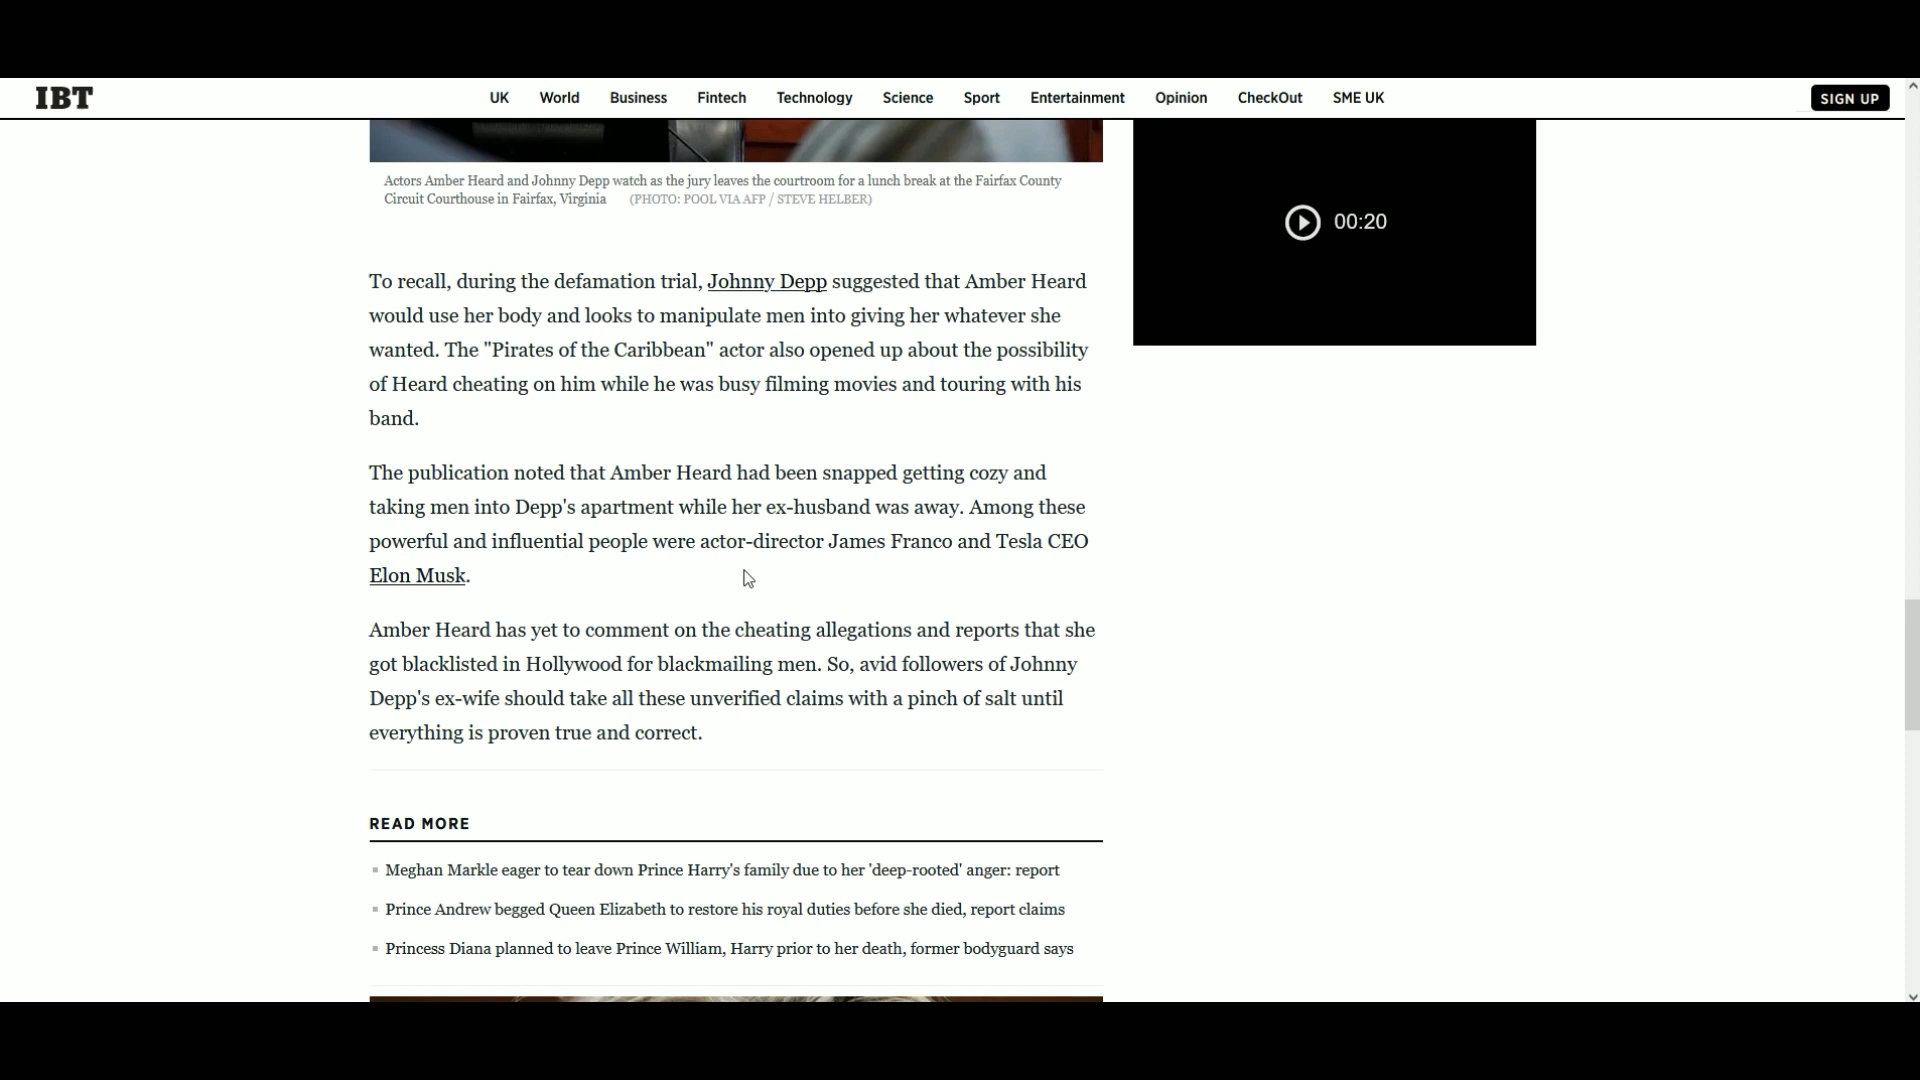 IBT
UK World Business Fintech Technology Science Sport Entertainment Opinion CheckOut SME UK
SIGN UP
Actors Amber Heard and Johnny Depp watch as the jury leaves the courtroom for a lunch break at the Fairfax County
Circuit Courthouse in Fairfax, Virginia (PHOTO: POOL VIA AFP / STEVE HELBER)
00:20
To recall, during the defamation trial, Johnny Depp suggested that Amber Heard
would use her body and looks to manipulate men into giving her whatever she
wanted. The "Pirates of the Caribbean" actor also opened up about the possibility
of Heard cheating on him while he was busy filming movies and touring with his
band.
The publication noted that Amber Heard had been snapped getting cozy and
taking men into Depp's apartment while her ex-husband was away. Among these
powerful and influential people were actor-director James Franco and Tesla CEO
Elon Musk.
Amber Heard has yet to comment on the cheating allegations and reports that she
got blacklisted in Hollywood for blackmailing men. So, avid followers of Johnny
Depp's ex-wife should take all these unverified claims with a pinch of salt until
everything is proven true and correct.
READ MORE
Meghan Markle eager to tear down Prince Harry's family due to her 'deep-rooted' anger: report
Prince Andrew begged Queen Elizabeth to restore his royal duties before she died, report claims
Princess Diana planned to leave Prince William, Harry prior to her death, former bodyguard says